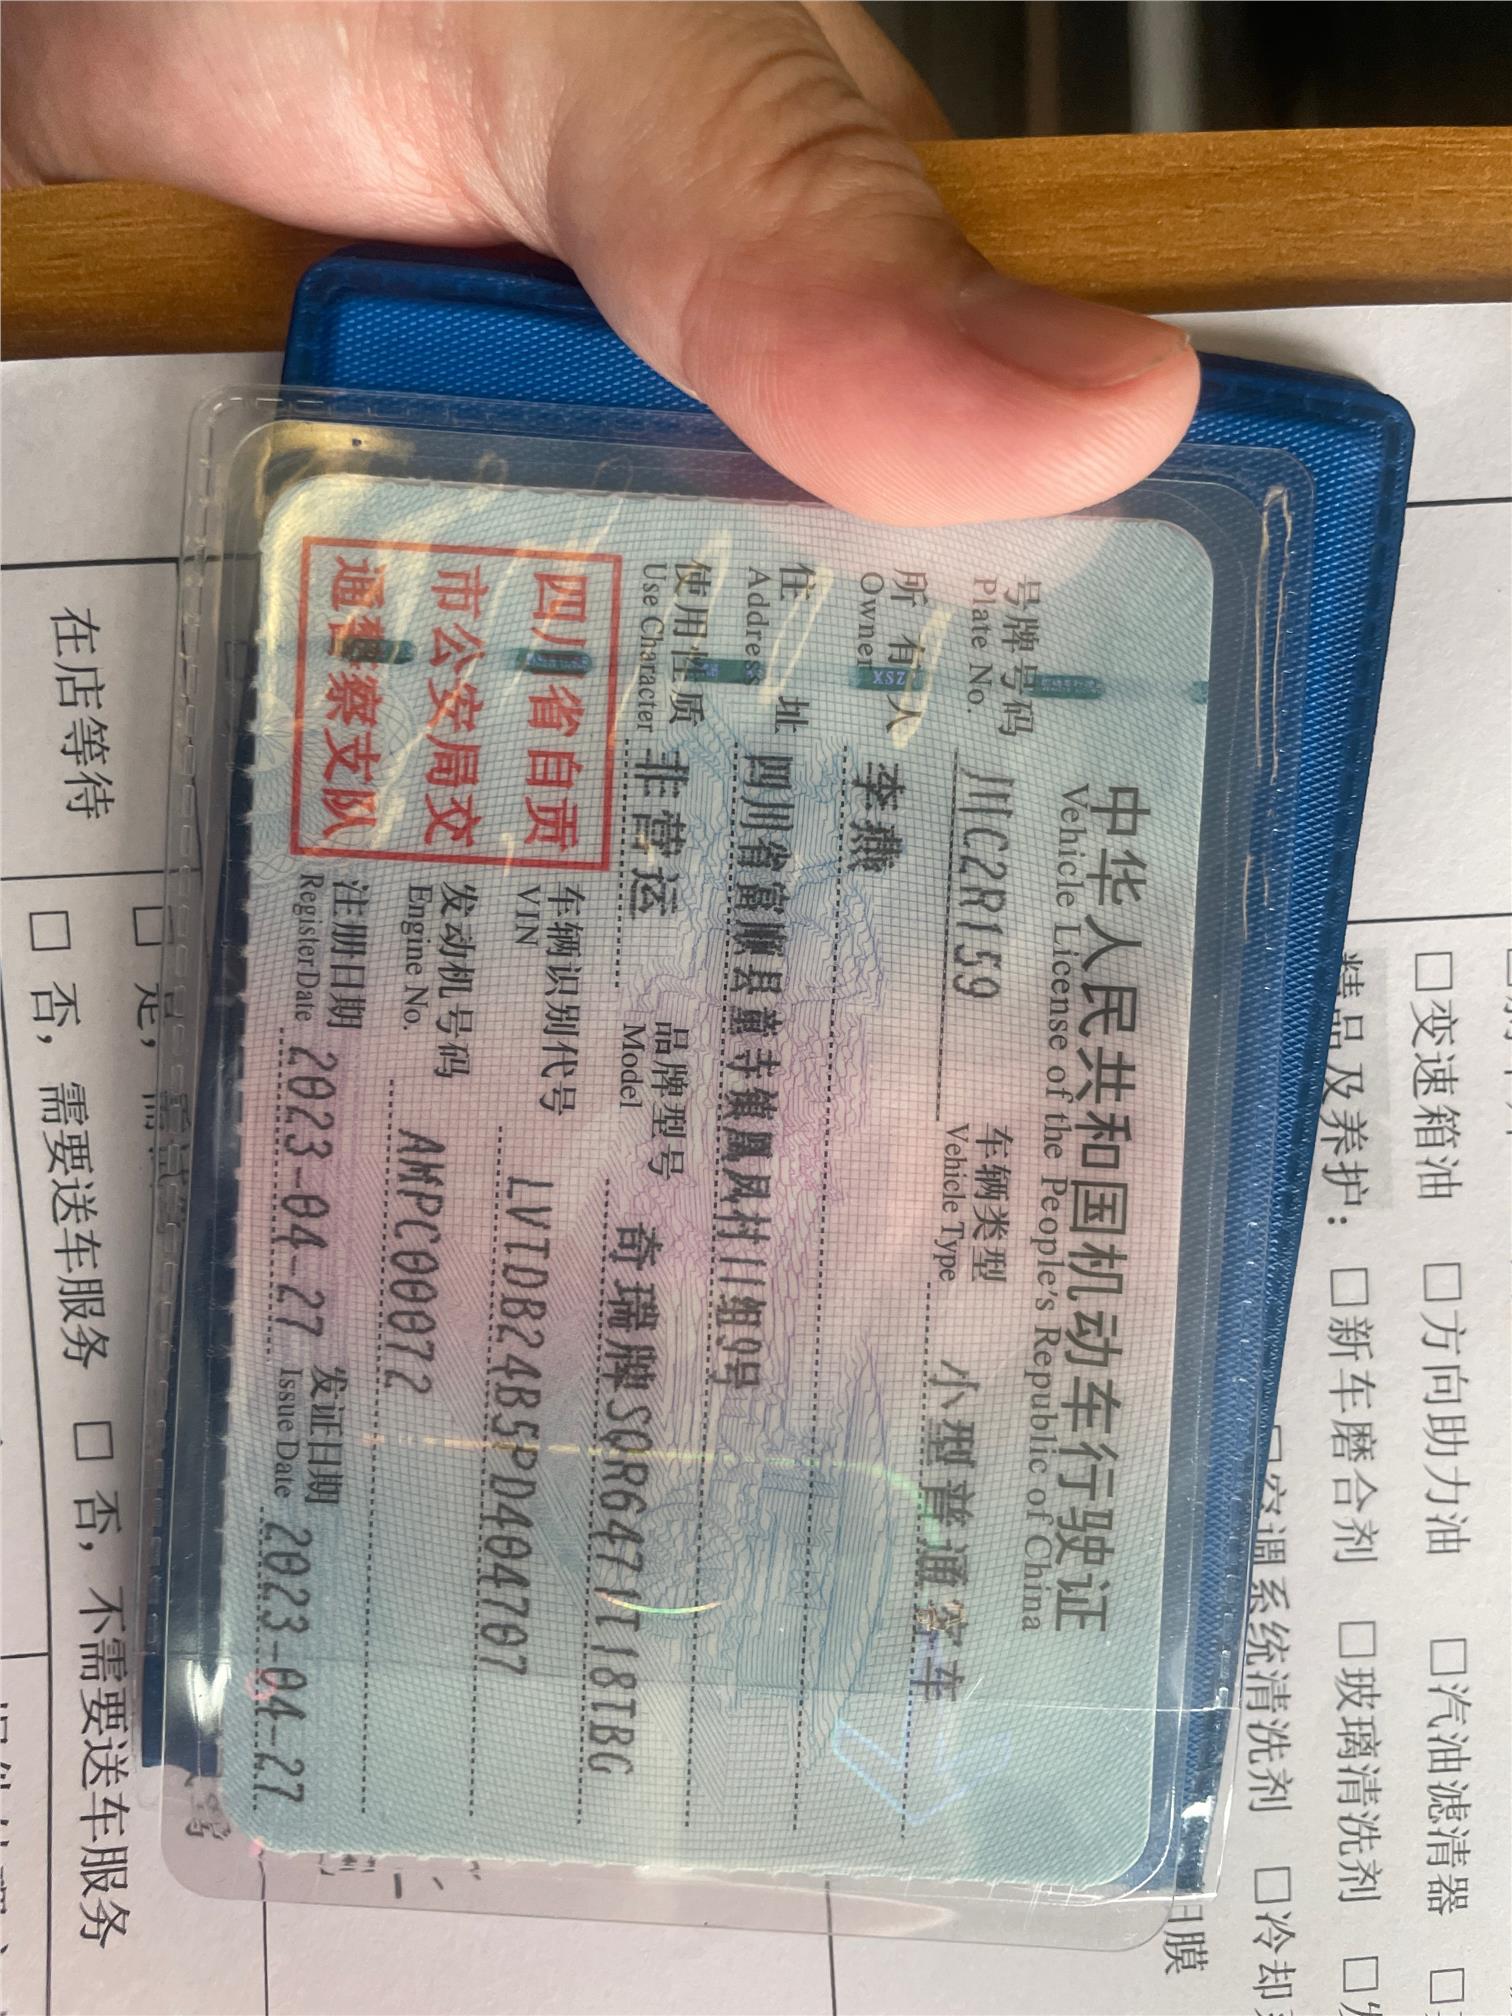 中华人民共和国机动车行驶证
Vehicle License of the People's Republic of China
号牌号码 川C2R159 车辆类型 小型普通客车
Plate No. Vehicle Type
所有人 李燕
Owner
住址 四川省富顺县童寺镇凤凰村11组9号
Address
使用性质 非营运 品牌型号 奇瑞牌SQR6471T18TBG
Use Character Model
四川省自贡
市公安局交
通警察支队
车辆识别代号 LVTDB24B5PD404707
VIN
发动机号码 AMPC00072
Engine No.
注册日期 2023-04-27 发证日期 2023-04-27
Register Date Issue Date
□变速箱油 □方向助力油 □汽油滤清器
精品及养护： □新车磨合剂 □玻璃清洗剂
空调系统清洗剂 □冷却
在店等待
□ 否，需要送车服务 □ 否，不需要送车服务